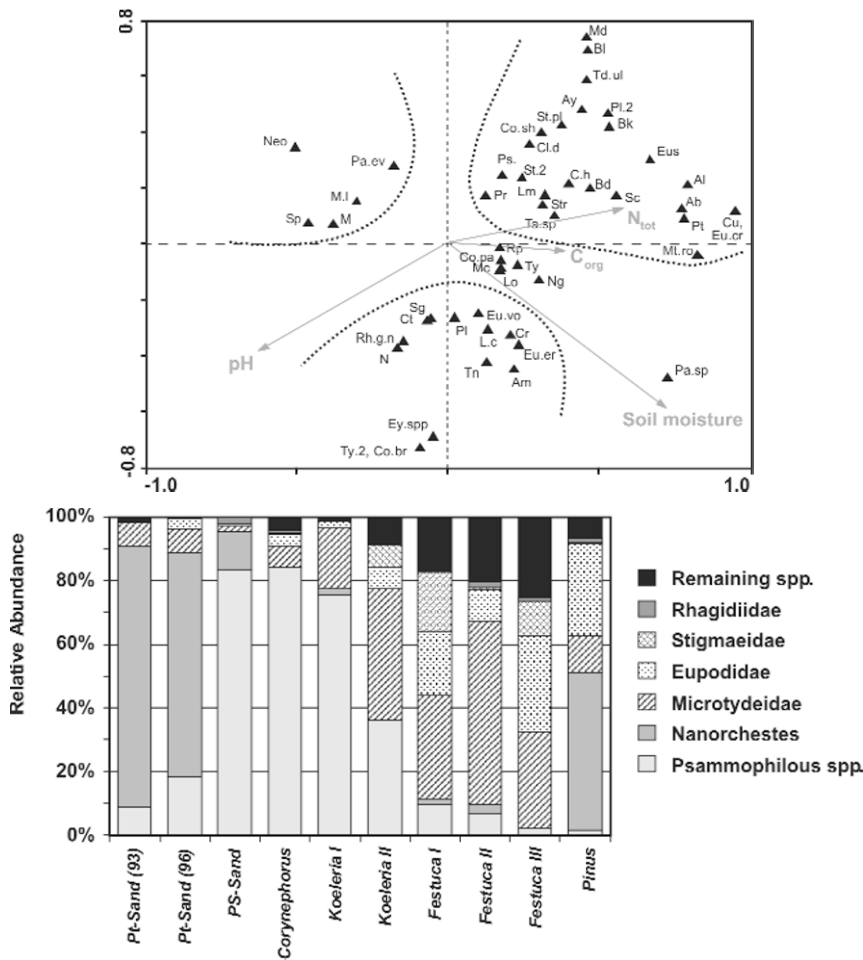 0.8
-0.8
-1.0
1.0
Md
Bl
Td.ul
Ay
Pl.2
St.pl
Bk
Co.sh
Cl.d
Eus
Neo
Pa.ev
Ps.
St.2
C.h
Bd
Al
M.l
Pr
Lm
Sc
Str
Ab
Cu,
Sp
M
Ta.sp
N tot
Pt
Eu.cr
Rp
Mt.ro
Co.pa
C org
Mc
Ty
Lo
Ng
Sg
Ct
Pl
Eu.vo
Rh.g.n
L.c
Cr
N
Eu.er
pH
Tn
Am
Pa.sp
Soil moisture
Ey.spp
Ty.2, Co.br
Relative Abundance
100%
80%
60%
40%
20%
0%
Pt-Sand (93)
Pt-Sand (96)
PS-Sand
Corynephorus
Koeleria I
Koeleria II
Festuca I
Festuca II
Festuca III
Pinus
Remaining spp.
Rhagidiidae
Stigmaeidae
Eupodidae
Microtydeidae
Nanorchestes
Psammophilous spp.